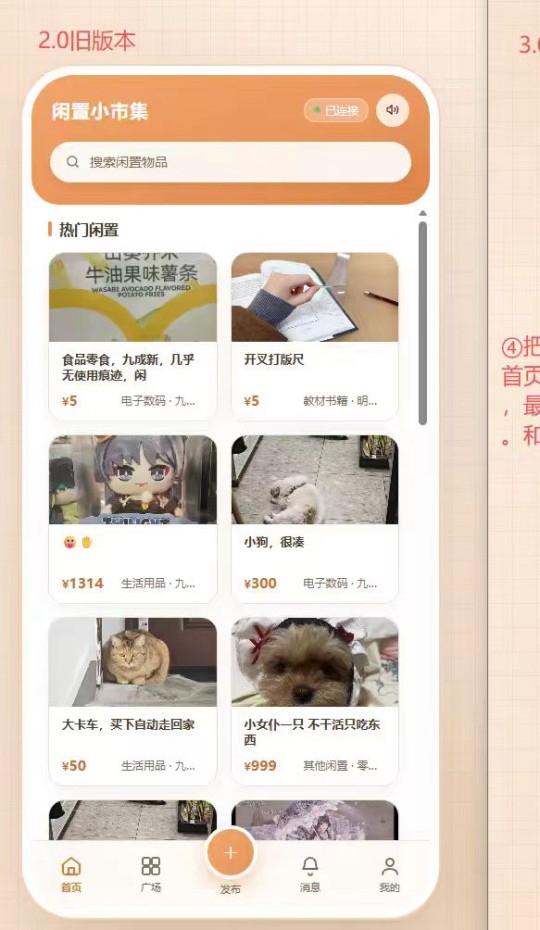 2.0旧版本
3.
闲置小市集
已连接
搜索闲置物品
热门闲置
牛油果味薯条
WASABI AVOCADO FLAVORED
POTATO FRIES
食品零食，九成新，几乎
无使用痕迹，闲
¥5
电子数码 · 九...
开叉打版尺
¥5
教材书籍 · 明...
④把
首页
，最
。和
😛🤚
¥1314
生活用品 · 九...
小狗，很凑
¥300
电子数码 · 九...
大卡车，买下自动走回家
¥50
生活用品 · 九...
小女仆一只 不干活只吃东
西
¥999
其他闲置 · 零...
首页
广场
发布
消息
我的